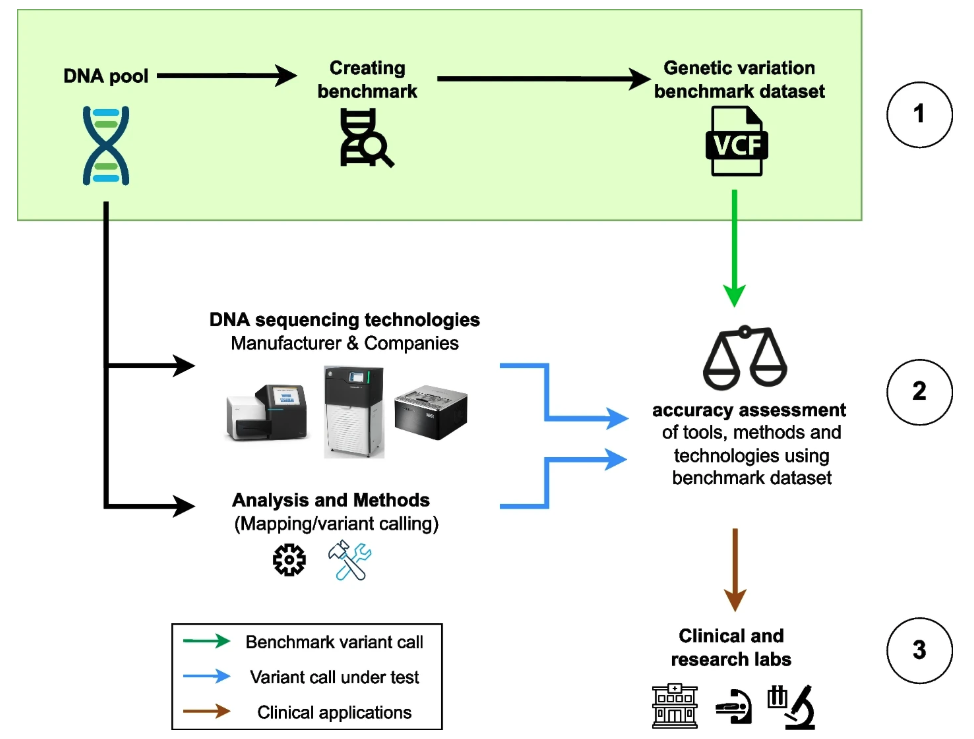 DNA pool
Creating
benchmark
Genetic variation
benchmark dataset
VCF
1
DNA sequencing technologies
Manufacturer & Companies
accuracy assessment
of tools, methods and
technologies using
benchmark dataset
2
Analysis and Methods
(Mapping/variant calling)
Benchmark variant call
Variant call under test
Clinical applications
Clinical and
research labs
3